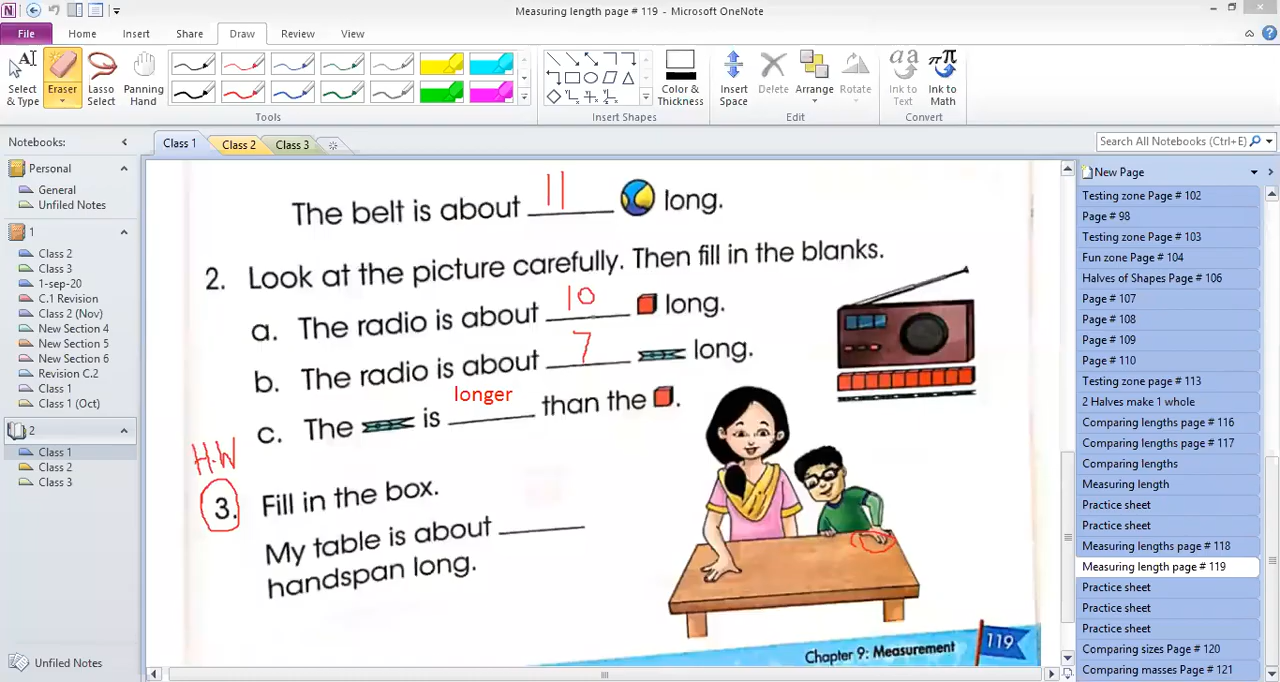 Measuring length page # 119 - Microsoft OneNote
File Home Insert Share Draw Review View
Select & Type
Eraser
Lasso Select
Panning Hand
Color & Thickness
Insert Space
Delete
Arrange
Rotate
Ink to Text
Ink to Math
Tools
Insert Shapes
Edit
Convert
Notebooks:
Personal
General
Unfiled Notes
1
Class 2
Class 3
1-sep-20
C.1 Revision
Class 2 (Nov)
New Section 4
New Section 5
New Section 6
Revision C.2
Class 1
Class 1 (Oct)
2
Class 1
Class 2
Class 3
Unfiled Notes
Class 1 Class 2 Class 3
Search All Notebooks (Ctrl+E)
The belt is about 11 long.
2. Look at the picture carefully. Then fill in the blanks.
a. The radio is about 10 long.
b. The radio is about 7 long.
c. The is longer than the .
H.W
3. Fill in the box.
My table is about ______
handspan long.
Chapter 9: Measurement 119
New Page
Testing zone Page # 102
Page # 98
Testing zone Page # 103
Fun zone Page # 104
Halves of Shapes Page # 106
Page # 107
Page # 108
Page # 109
Page # 110
Testing zone Page # 113
2 Halves make 1 whole
Comparing lengths page # 116
Comparing lengths page # 117
Comparing lengths
Measuring length
Practice sheet
Practice sheet
Measuring lengths page # 118
Measuring length page # 119
Practice sheet
Practice sheet
Practice sheet
Comparing sizes Page # 120
Comparing masses Page # 121